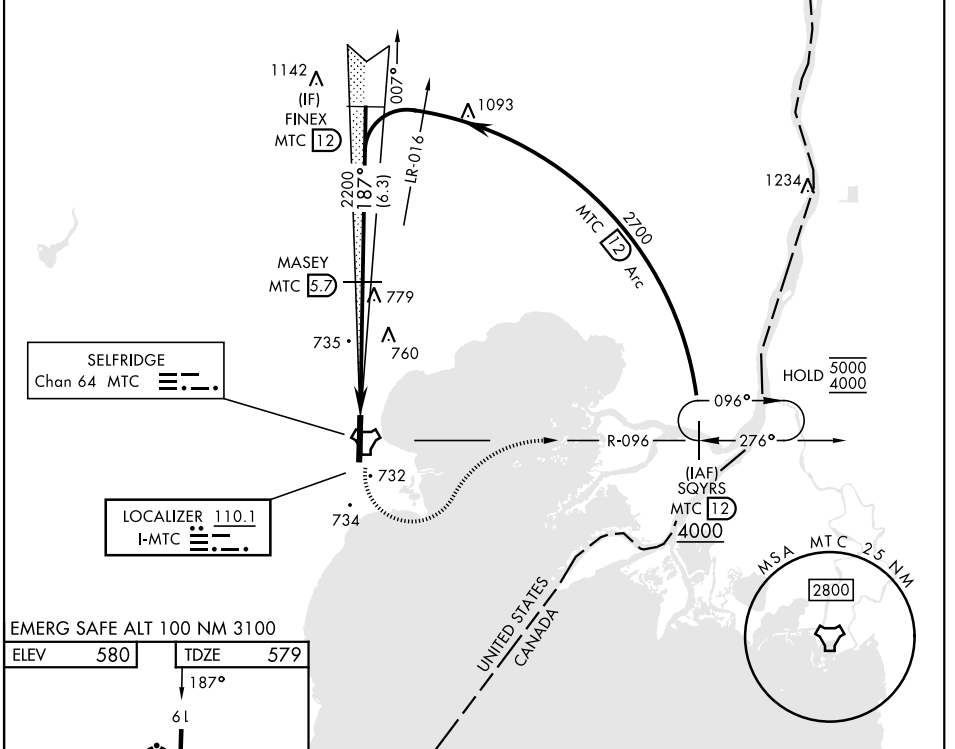 1142
(IF)
FINEX
MTC 12
007°
LR-016
1093
2200
187°
(6.3)
MTC 12 Arc
2700
1234
MASEY
MTC 5.7
779
735
760
SELFRIDGE
Chan 64 MTC
HOLD 5000
4000
096°
R-096
276°
(IAF)
SQYRS
MTC 12
4000
732
734
LOCALIZER 110.1
I-MTC
MSA MTC 25 NM
2800
UNITED STATES
CANADA
EMERG SAFE ALT 100 NM 3100
ELEV 580
TDZE 579
187°
19